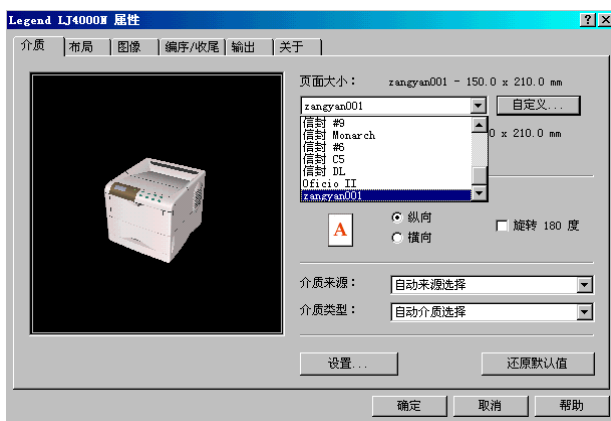 Legend LJ4000N 属性
介质 布局 图像 编序/收尾 输出 关于
页面大小： zangyan001 - 150.0 x 210.0 mm
zangyan001 自定义...
信封 #9
信封 Monarch 0 x 210.0 mm
信封 #6
信封 C5
信封 DL
Oficio II
zangyan001
A
纵向
横向
旋转 180 度
介质来源： 自动来源选择
介质类型： 自动介质选择
设置... 还原默认值
确定 取消 帮助